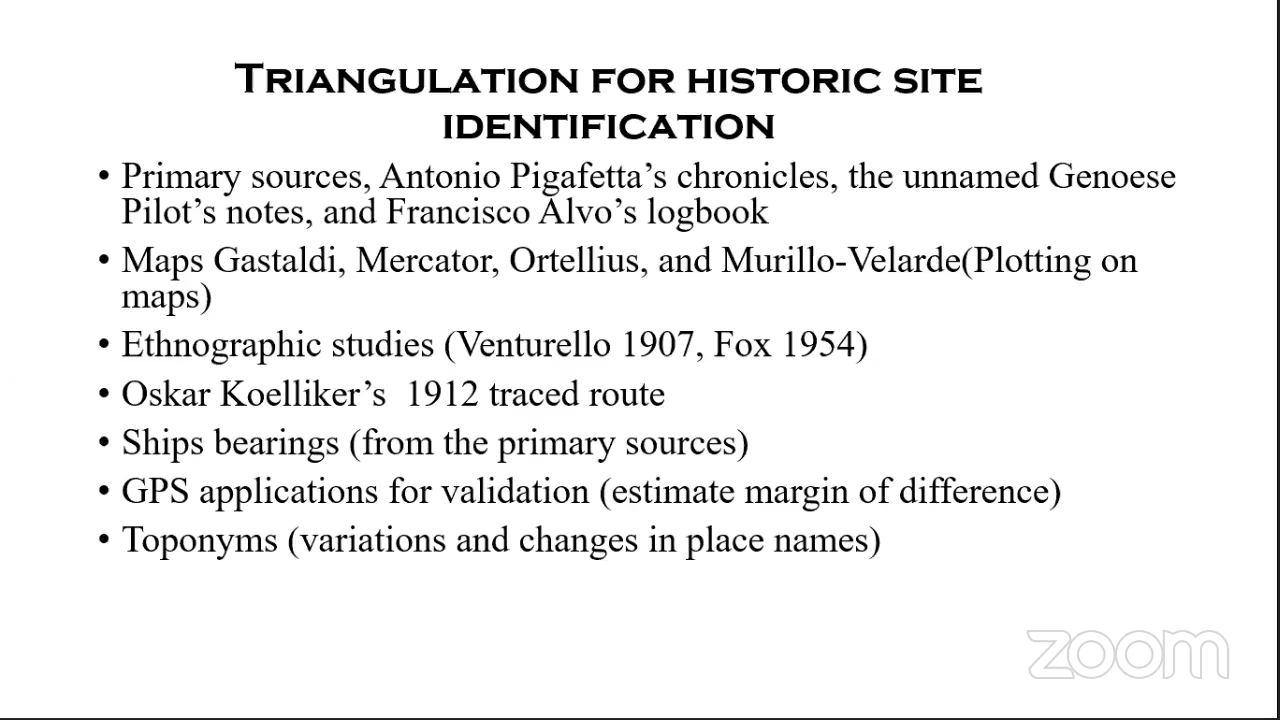 TRIANGULATION FOR HISTORIC SITE
IDENTIFICATION
• Primary sources, Antonio Pigafetta’s chronicles, the unnamed Genoese
Pilot’s notes, and Francisco Alvo’s logbook
• Maps Gastaldi, Mercator, Ortellius, and Murillo-Velarde(Plotting on
maps)
• Ethnographic studies (Venturello 1907, Fox 1954)
• Oskar Koelliker’s  1912 traced route
• Ships bearings (from the primary sources)
• GPS applications for validation (estimate margin of difference)
• Toponyms (variations and changes in place names)
zoom